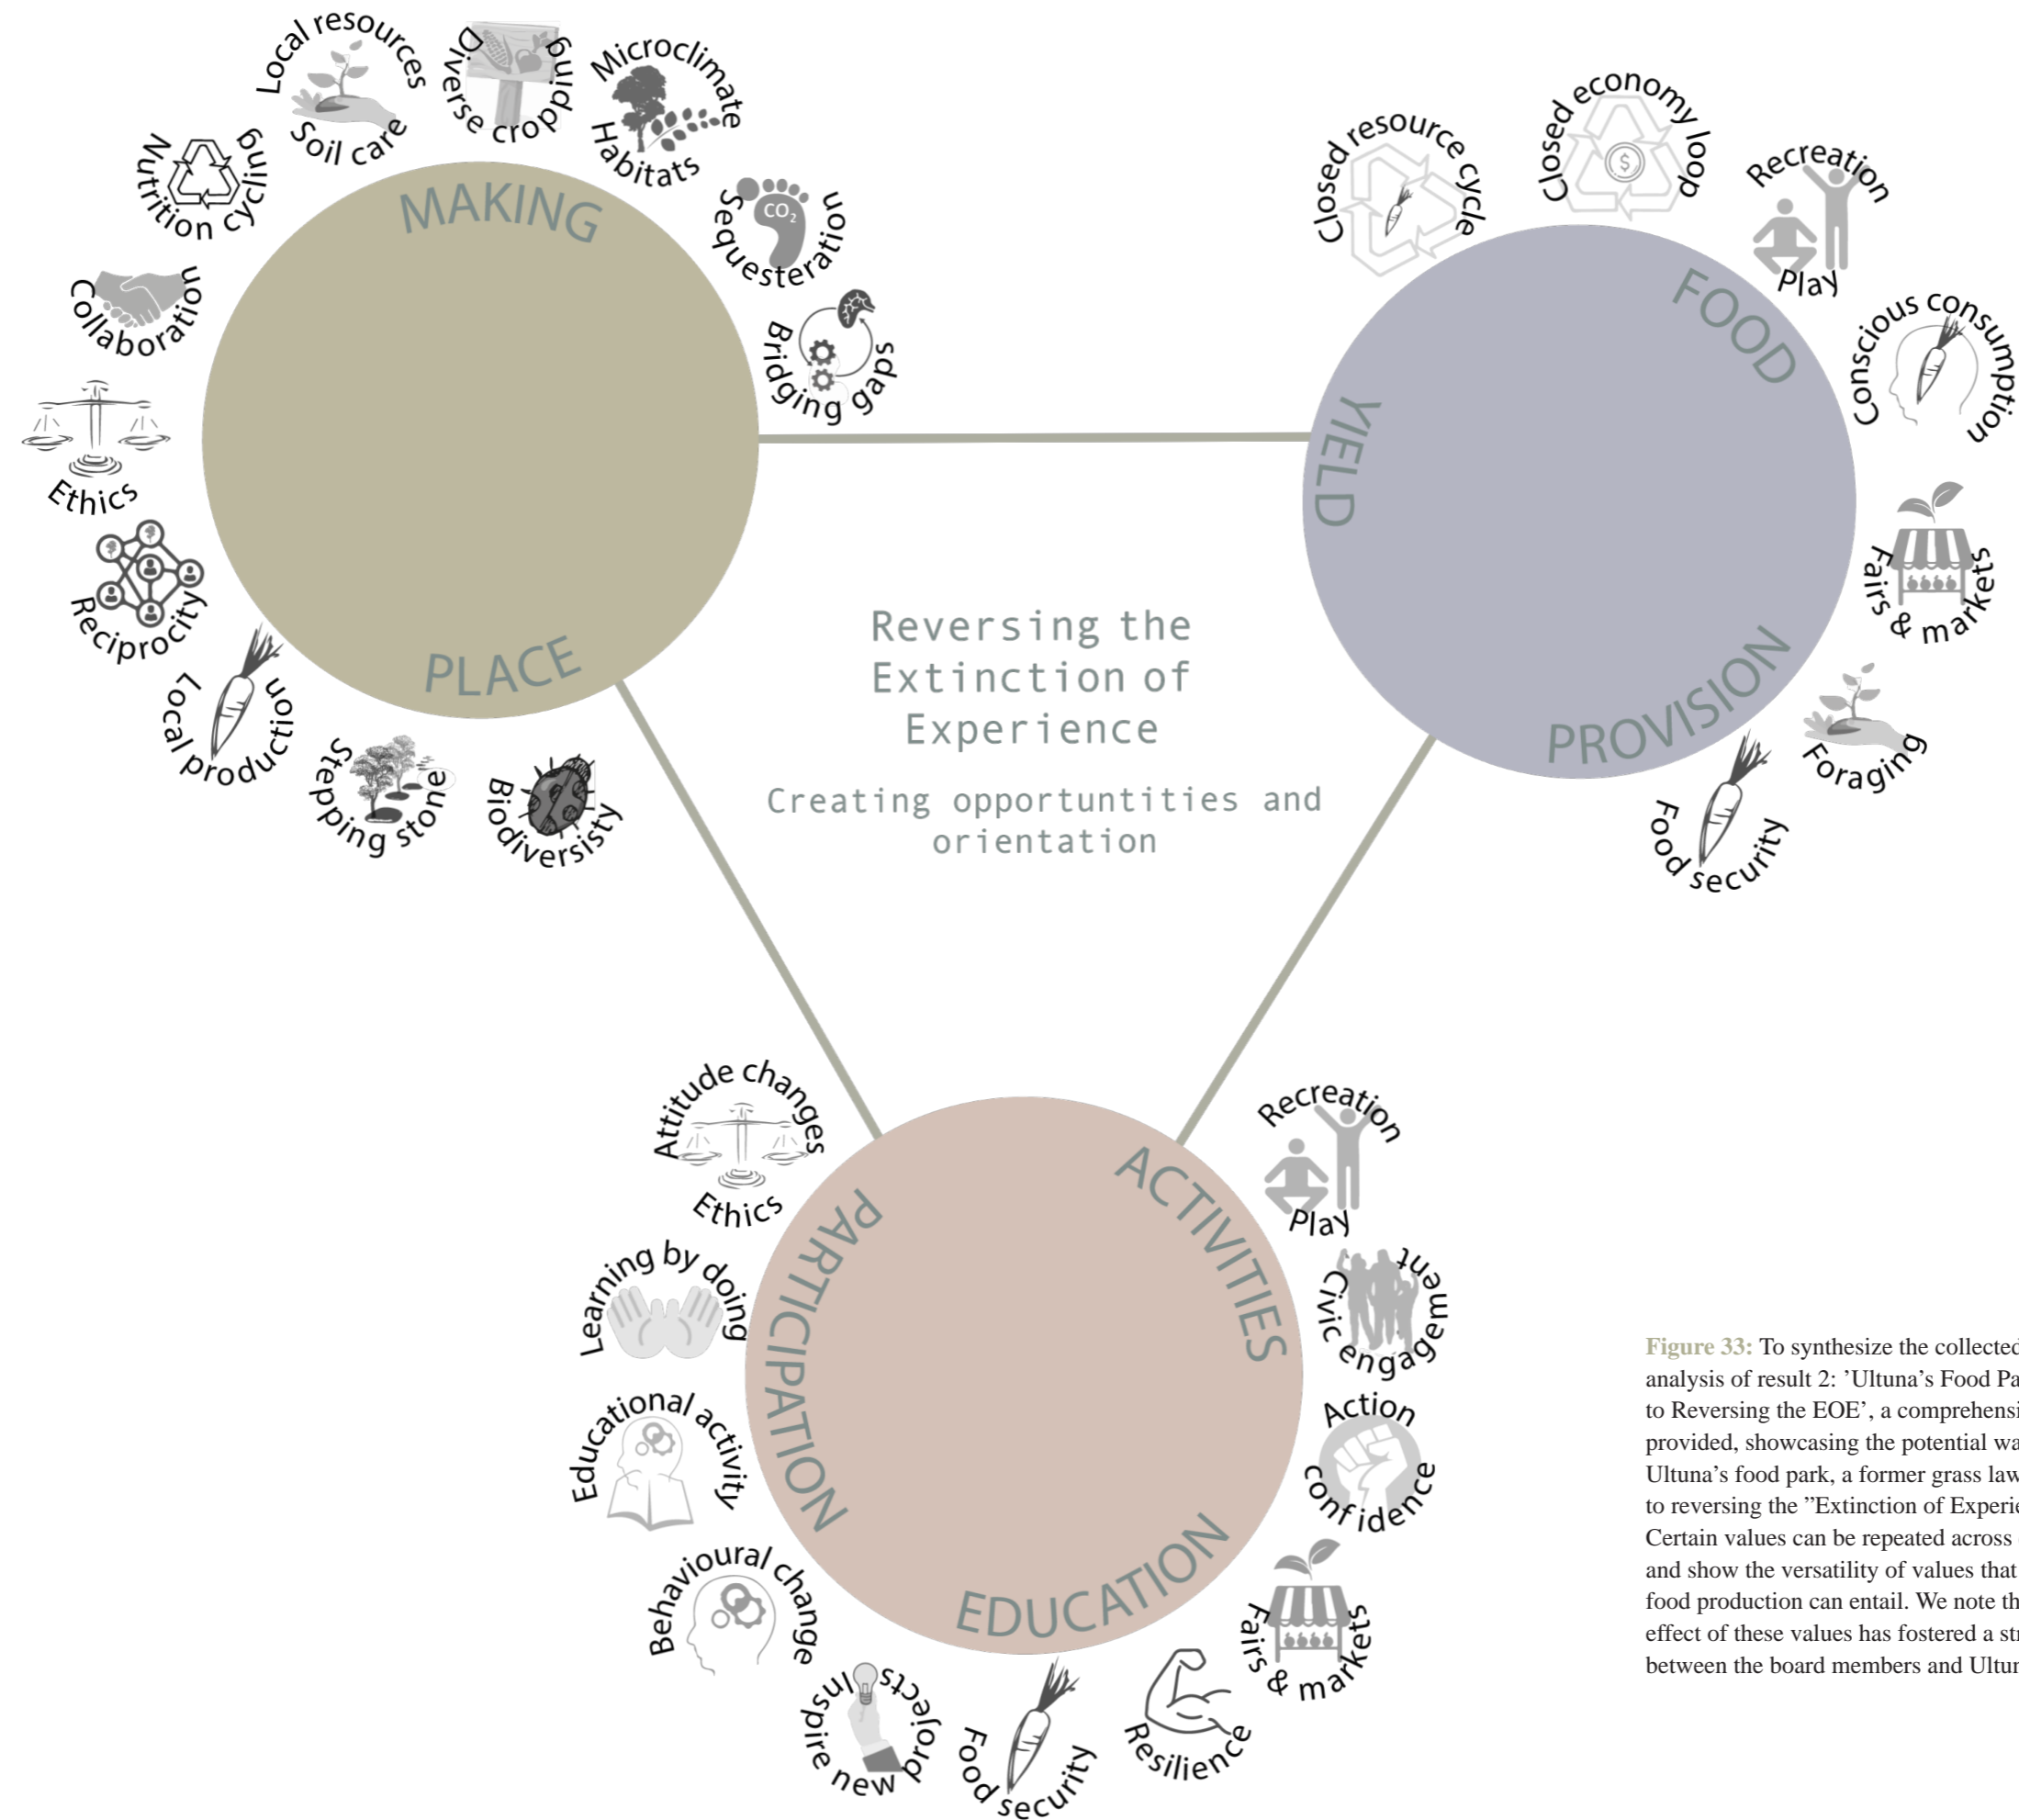 Local resources
Soil care
Diverse cropping
Microclimate
Habitats
Nutrition cycling
Sequesteration
CO₂
Collaboration
Bridging gaps
Ethics
Reciprocity
Local production
Stepping stone
Biodiversisty
MAKING
PLACE
Closed resource cycle
Closed economy loop
$
Recreation
Play
Conscious consumption
Fairs & markets
Foraging
Food security
FOOD
YIELD
PROVISION
Reversing the
Extinction of
Experience
Creating opportuntities and
orientation
Attitude changes
Ethics
Learning by doing
Educational activity
Behavioural change
Inspire new projects
Food security
Resilience
Fairs & markets
Action
confidence
Civic engagement
Recreation
Play
PARTICIPATION
ACTIVITIES
EDUCATION
Figure 33: To synthesize the collected
analysis of result 2: ’Ultuna’s Food Pa
to Reversing the EOE’, a comprehensi
provided, showcasing the potential wa
Ultuna’s food park, a former grass law
to reversing the ”Extinction of Experie
Certain values can be repeated across
and show the versatility of values that
food production can entail. We note th
effect of these values has fostered a str
between the board members and Ultun